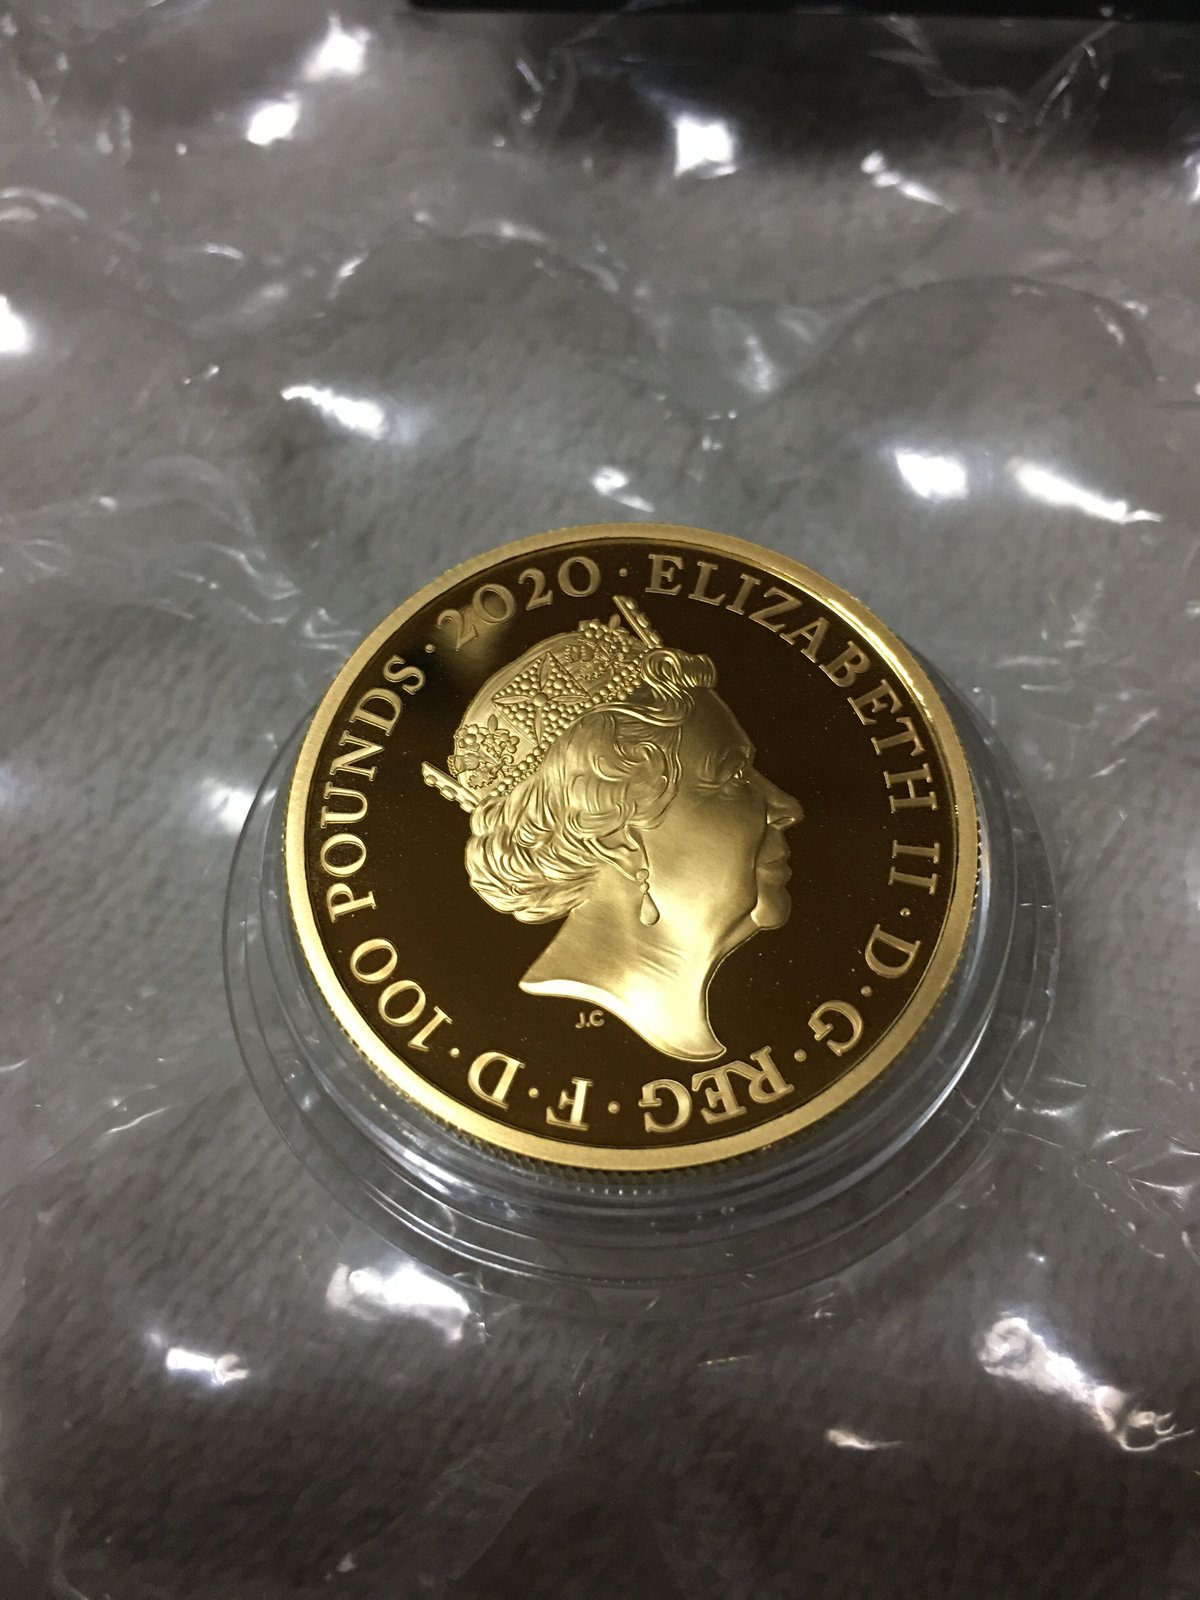 ELIZABETH II · D · G · REG · F · D · 100 POUNDS · 2020 ·
J.C